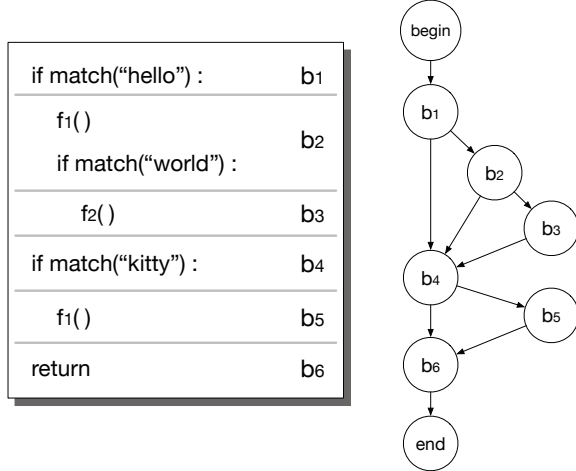 if match(“hello”) : b1
f1( )
b2
if match(“world”) :
f2( ) b3
if match(“kitty”) : b4
f1( ) b5
return b6
begin
b1
b2
b3
b4
b5
b6
end